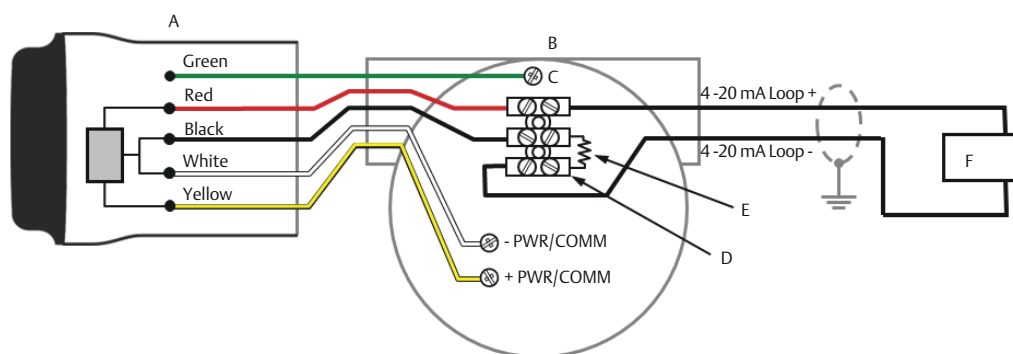 A
B
Green
C
Red
4 -20 mA Loop +
Black
4 -20 mA Loop -
White
F
Yellow
E
- PWR/COMM
D
+ PWR/COMM